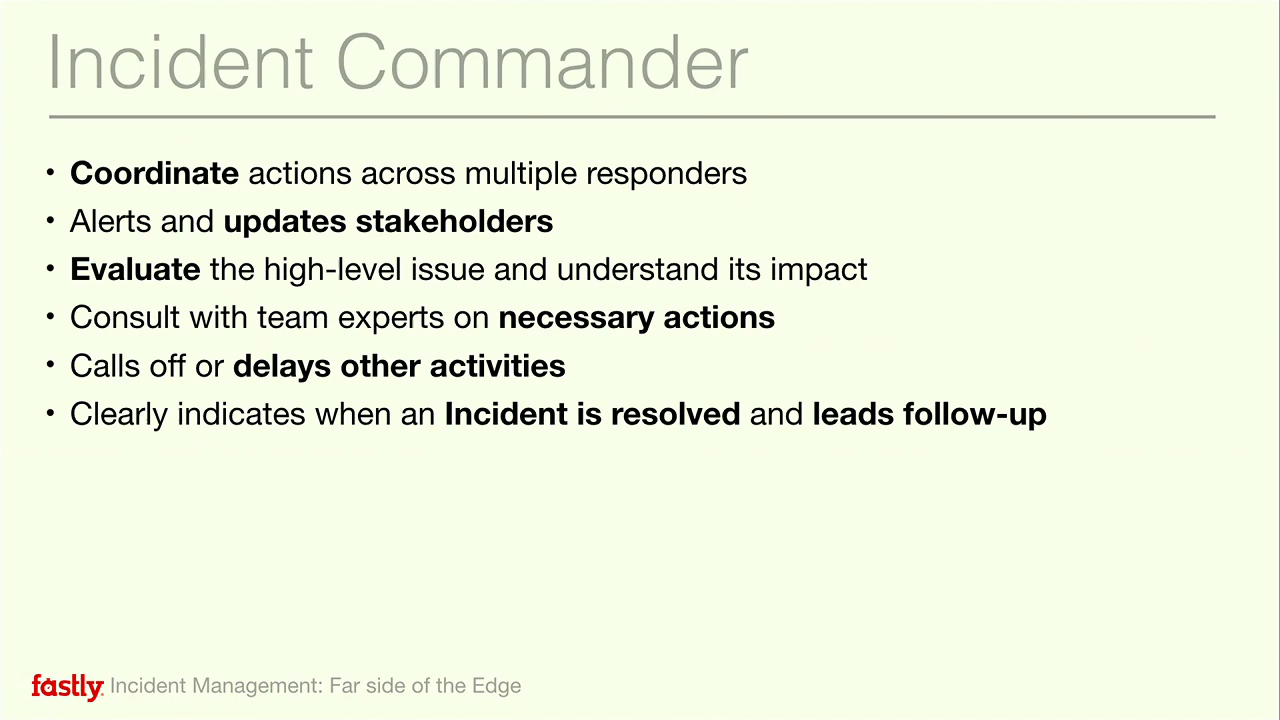 Incident Commander
• Coordinate actions across multiple responders
• Alerts and updates stakeholders
• Evaluate the high-level issue and understand its impact
• Consult with team experts on necessary actions
• Calls off or delays other activities
• Clearly indicates when an Incident is resolved and leads follow-up
fastly. Incident Management: Far side of the Edge